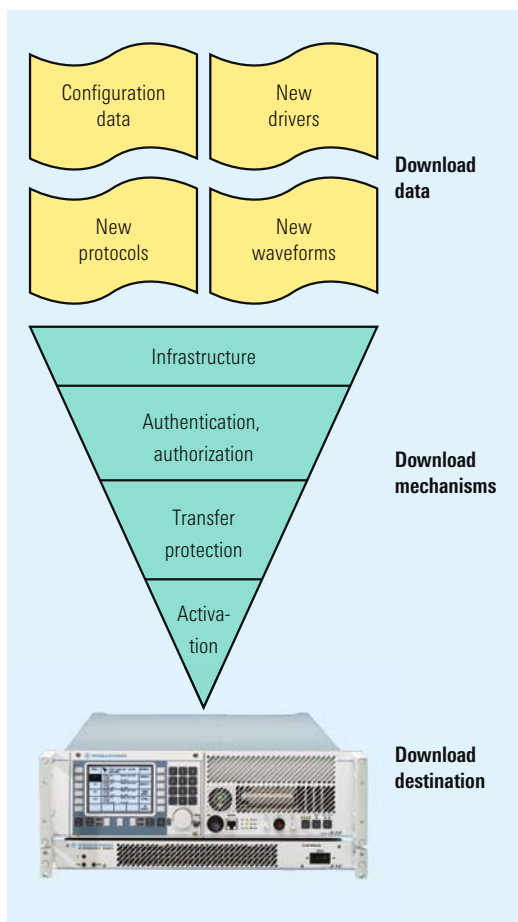 Configuration
data
New
drivers
Download
data
New
protocols
New
waveforms
Infrastructure
Authentication,
authorization
Download
mechanisms
Transfer
protection
Activa-
tion
Download
destination